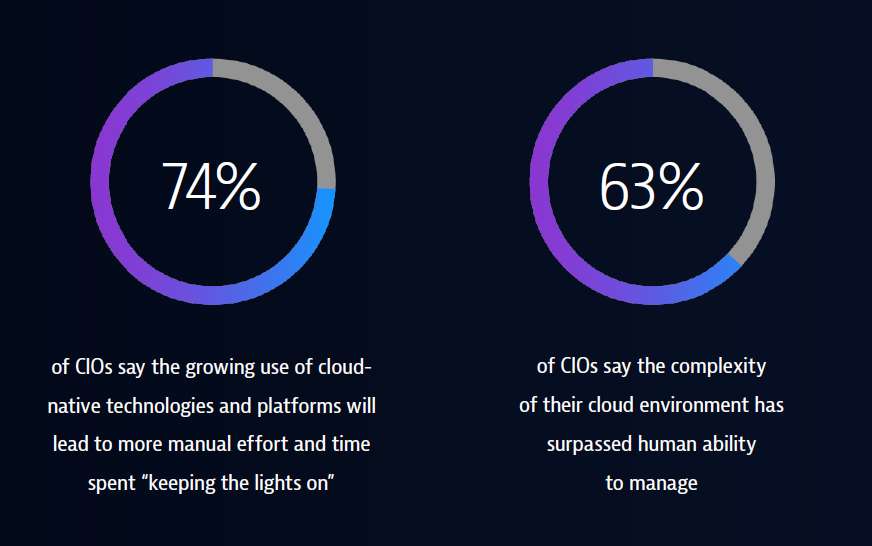 74%
of CIOs say the growing use of cloud-
native technologies and platforms will
lead to more manual effort and time
spent “keeping the lights on”
63%
of CIOs say the complexity
of their cloud environment has
surpassed human ability
to manage